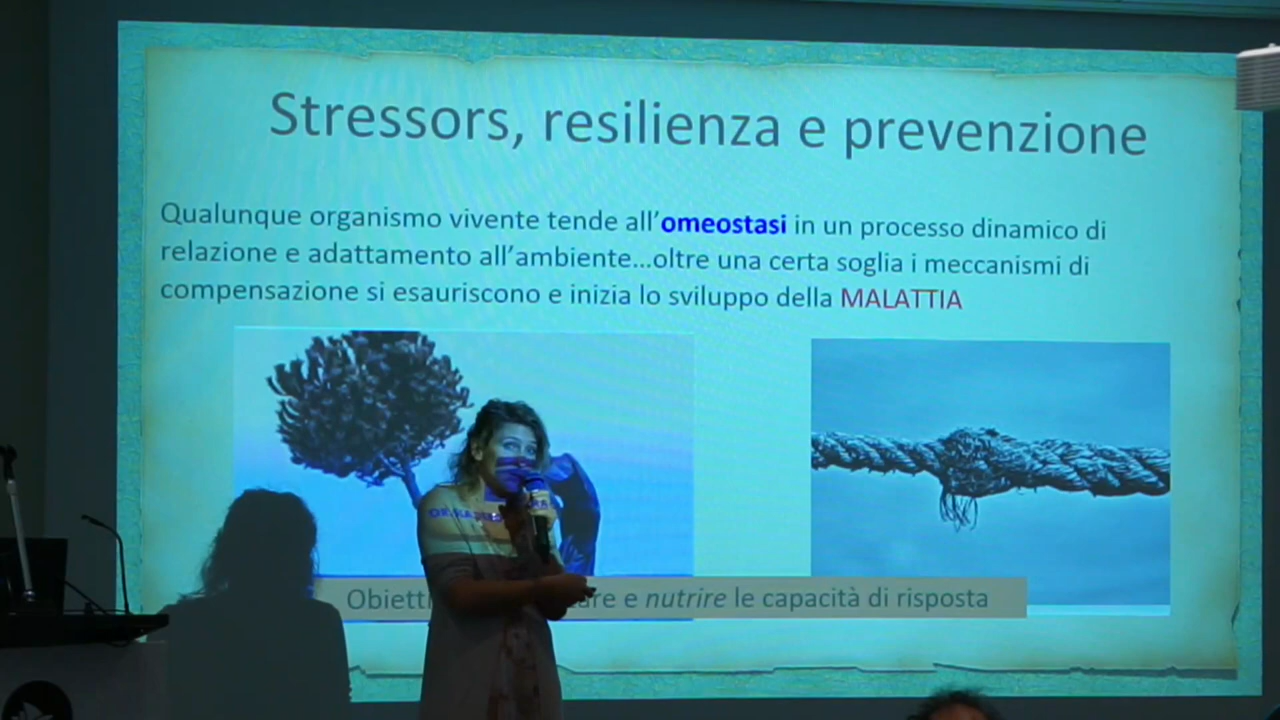 Stressors, resilienza e prevenzione
Qualunque organismo vivente tende all'omeostasi in un processo dinamico di
relazione e adattamento all'ambiente...oltre una certa soglia i meccanismi di
compensazione si esauriscono e inizia lo sviluppo della MALATTIA
e nutrire le capacità di risposta